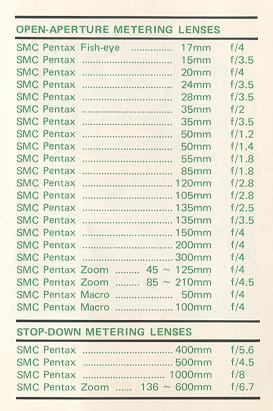 OPEN-APERTURE METERING LENSES
SMC Pentax Fish-eye .............. 17mm f/4
SMC Pentax ........................ 15mm f/3.5
SMC Pentax ........................ 20mm f/4
SMC Pentax ........................ 24mm f/3.5
SMC Pentax ........................ 28mm f/3.5
SMC Pentax ........................ 35mm f/2
SMC Pentax ........................ 35mm f/3.5
SMC Pentax ........................ 50mm f/1.2
SMC Pentax ........................ 50mm f/1.4
SMC Pentax ........................ 55mm f/1.8
SMC Pentax ........................ 85mm f/1.8
SMC Pentax ........................ 120mm f/2.8
SMC Pentax ........................ 105mm f/2.8
SMC Pentax ........................ 135mm f/2.5
SMC Pentax ........................ 135mm f/3.5
SMC Pentax ........................ 150mm f/4
SMC Pentax ........................ 200mm f/4
SMC Pentax ........................ 300mm f/4
SMC Pentax Zoom ........ 45 ~ 125mm f/4
SMC Pentax Zoom ........ 85 ~ 210mm f/4.5
SMC Pentax Macro ................ 50mm f/4
SMC Pentax Macro ................ 100mm f/4
STOP-DOWN METERING LENSES
SMC Pentax ........................ 400mm f/5.6
SMC Pentax ........................ 500mm f/4.5
SMC Pentax ....................... 1000mm f/8
SMC Pentax Zoom ...... 136 ~ 600mm f/6.7